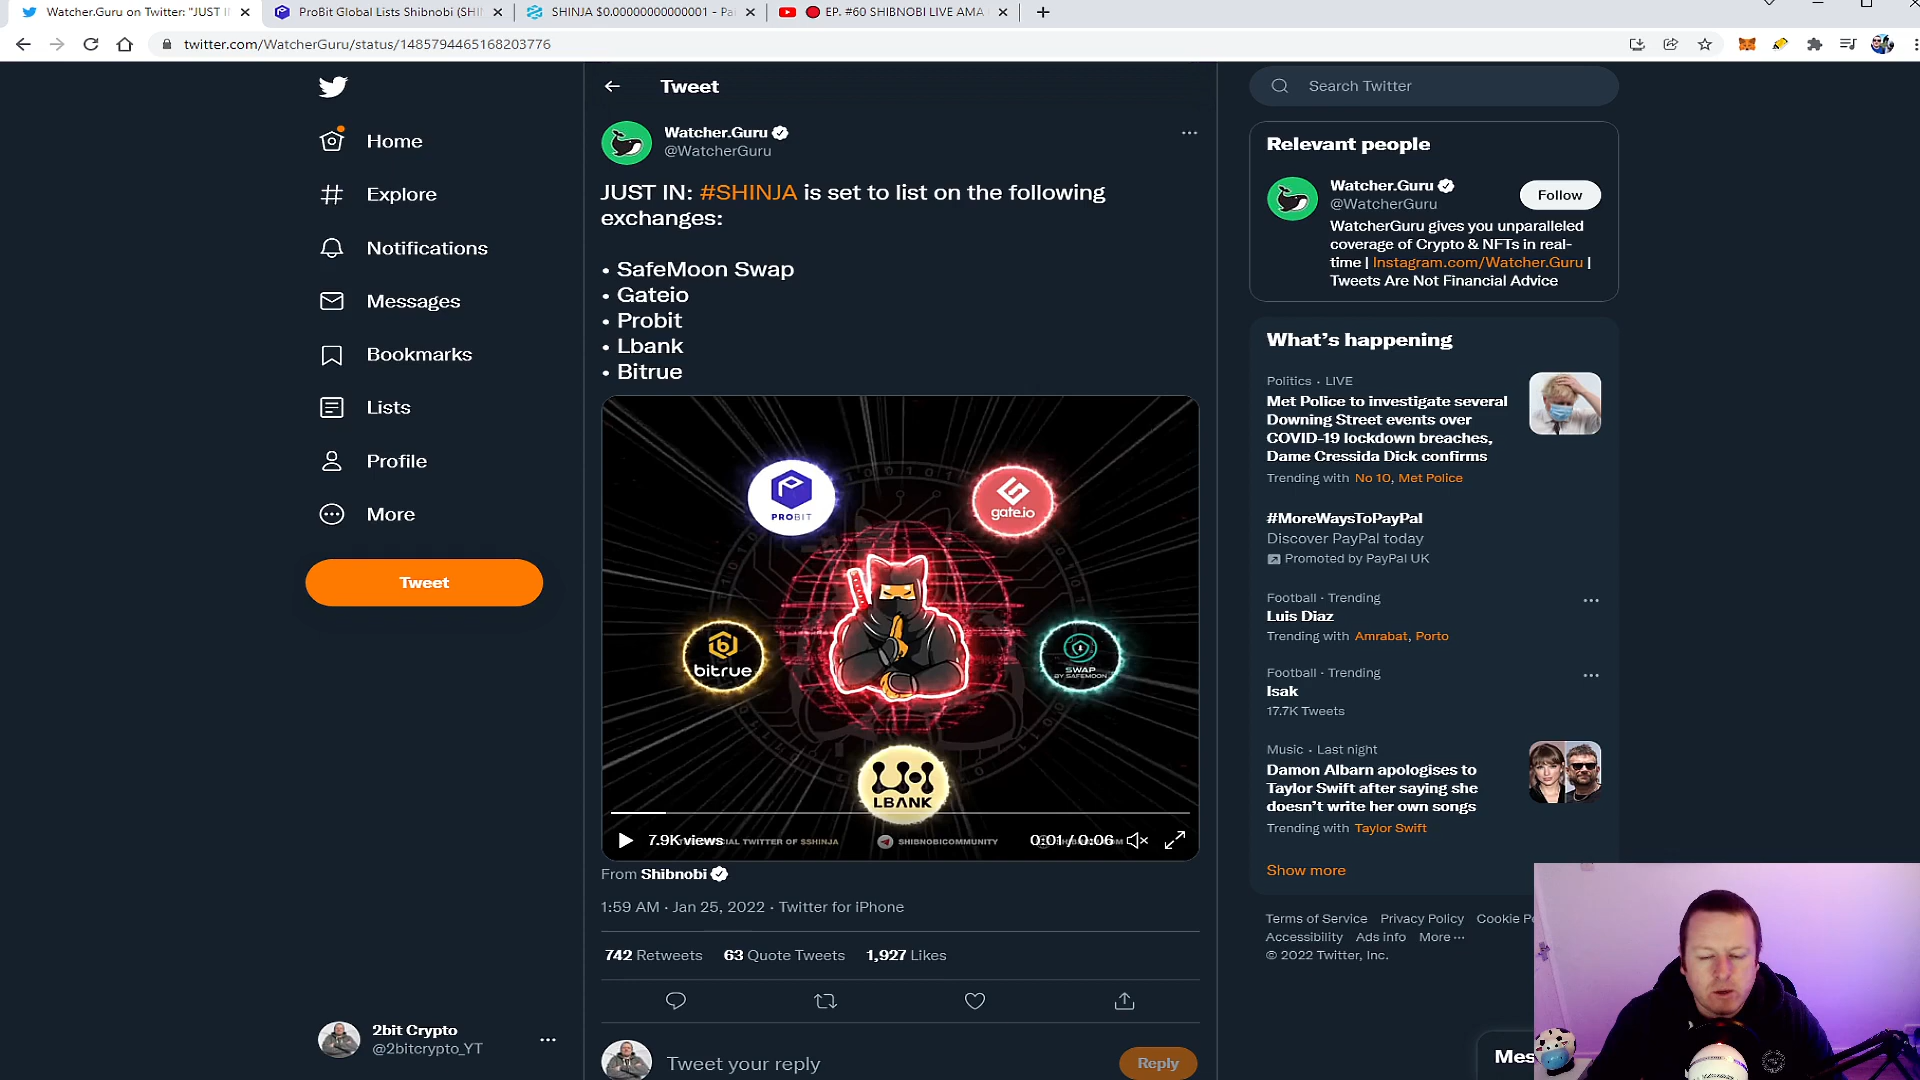 Watcher.Guru on Twitter: "JUST IN
ProBit Global Lists Shibnobi (SHIN
SHINJA $0.00000000000001 - Pai
EP. #60 SHIBNOBI LIVE AMA
twitter.com/WatcherGuru/status/1485794465168203776
Home
Explore
Notifications
Messages
Bookmarks
Lists
Profile
More
Tweet
2bit Crypto
@2bitcrypto_YT
Tweet
Watcher.Guru
@WatcherGuru
JUST IN: #SHINJA is set to list on the following
exchanges:
• SafeMoon Swap
• Gateio
• Probit
• Lbank
• Bitrue
PROBIT
gate.io
bitrue
SWAP
BY SAFEMOON
LBANK
7.9K views
CIAL TWITTER OF $SHINJA
SHIBNOBICOMMUNITY
0:01 / 0:06
From Shibnobi
1:59 AM · Jan 25, 2022 · Twitter for iPhone
742 Retweets 63 Quote Tweets 1,927 Likes
Tweet your reply
Reply
Search Twitter
Relevant people
Watcher.Guru
@WatcherGuru
Follow
WatcherGuru gives you unparalleled
coverage of Crypto & NFTs in real-
time | Instagram.com/Watcher.Guru |
Tweets Are Not Financial Advice
What's happening
Politics · LIVE
Met Police to investigate several
Downing Street events over
COVID-19 lockdown breaches,
Dame Cressida Dick confirms
Trending with No 10, Met Police
#MoreWaysToPayPal
Discover PayPal today
Promoted by PayPal UK
Football · Trending
Luis Diaz
Trending with Amrabat, Porto
Football · Trending
Isak
17.7K Tweets
Music · Last night
Damon Albarn apologises to
Taylor Swift after saying she
doesn't write her own songs
Trending with Taylor Swift
Show more
Terms of Service Privacy Policy Cookie Po
Accessibility Ads info More ···
© 2022 Twitter, Inc.
Mes